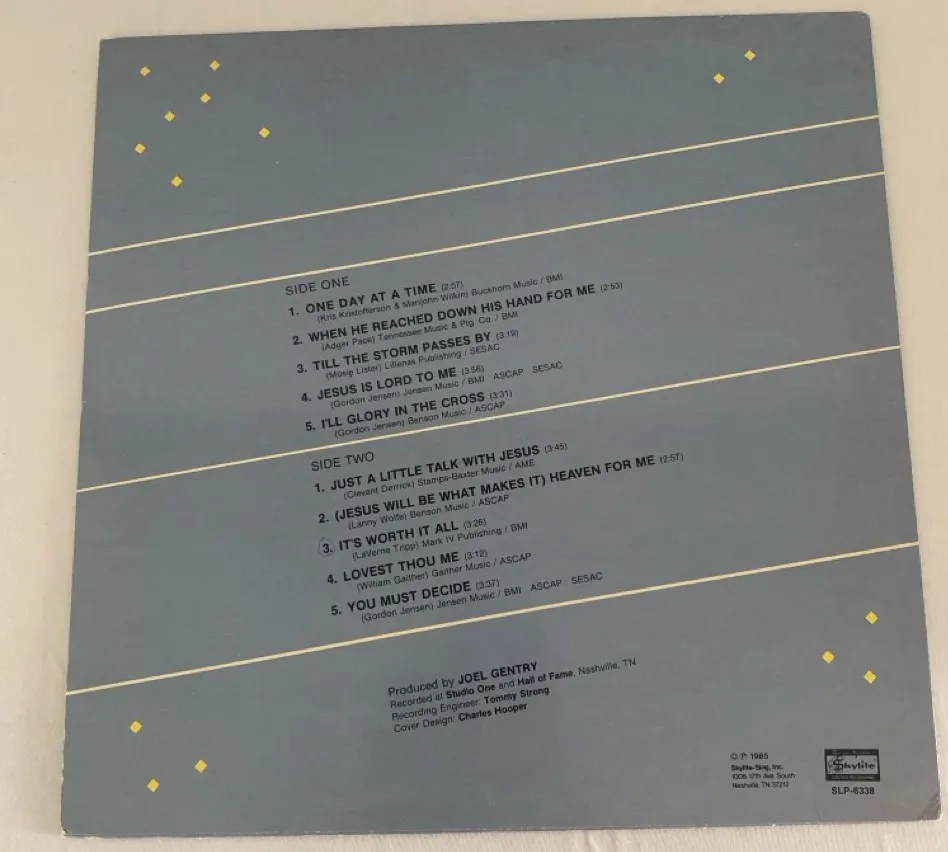 SIDE ONE
1. ONE DAY AT A TIME (2:57)
(Kris Kristofferson & Marijohn Wilkin) Buckhorn Music / BMI
2. WHEN HE REACHED DOWN HIS HAND FOR ME (2:53)
(Adger Pace) Tennessee Music & Ptg. Co. / BMI
3. TILL THE STORM PASSES BY (3:19)
(Mosie Lister) Lillenas Publishing / SESAC
4. JESUS IS LORD TO ME (3:56)
(Gordon Jensen) Jensen Music / BMI ASCAP SESAC
5. I'LL GLORY IN THE CROSS (3:31)
(Gordon Jensen) Benson Music / ASCAP
SIDE TWO
1. JUST A LITTLE TALK WITH JESUS (3:45)
(Clevant Derrick) Stamps-Baxter Music / AME
2. (JESUS WILL BE WHAT MAKES IT) HEAVEN FOR ME (2:57)
(Lanny Wolfe) Benson Music / ASCAP
3. IT'S WORTH IT ALL (3:26)
(LaVerne Tripp) Mark IV Publishing / BMI
4. LOVEST THOU ME (3:12)
(William Gaither) Gaither Music / ASCAP
5. YOU MUST DECIDE (3:37)
(Gordon Jensen) Jensen Music / BMI ASCAP SESAC
Produced by JOEL GENTRY
Recorded at Studio One and Hall of Fame, Nashville, TN
Recording Engineer: Tommy Strong
Cover Design: Charles Hooper
© ℗ 1985
Skylite-Sing, Inc.
1008 17th Ave. South
Nashville, TN 37212
Skylite
SLP-6338